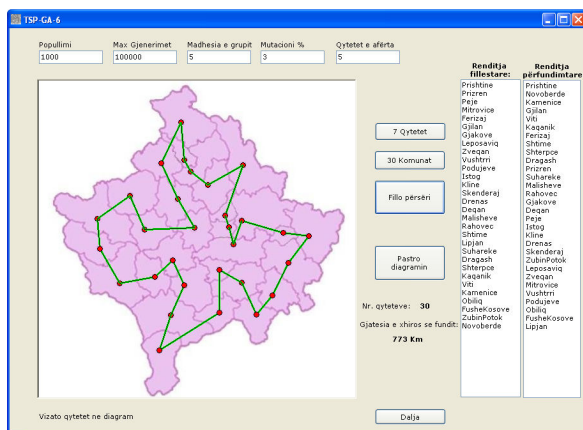 TSP-GA-6
Popullimi
Max Gjenerimet
Madhesia e grupit
Mutacioni %
Qytetet e afërta
1000
100000
5
3
5
7 Qytetet
30 Komunat
Fillo përsëri
Pastro
diagramin
Nr. qyteteve: 30
Gjatesia e xhiros se fundit:
773 Km
Dalja
Vizato qytetet ne diagram
Renditja
fillestare:
Prishtine
Prizren
Peje
Mitrovice
Ferizaj
Gjilan
Gjakove
Leposaviq
Zveqan
Vushtrri
Podujeve
Istog
Kline
Skenderaj
Drenas
Deqan
Malisheve
Rahovec
Shtime
Lipjan
Suhareke
Dragash
Shterpce
Kaqanik
Viti
Kamenice
Obiliq
FusheKosove
ZubinPotok
Novoberde
Renditja
përfundimtare:
Prishtine
Novoberde
Kamenice
Gjilan
Viti
Kaqanik
Ferizaj
Shtime
Shterpce
Dragash
Prizren
Suhareke
Malisheve
Rahovec
Gjakove
Deqan
Peje
Istog
Kline
Drenas
Skenderaj
ZubinPotok
Leposaviq
Zveqan
Mitrovice
Vushtrri
Podujeve
Obiliq
FusheKosove
Lipjan